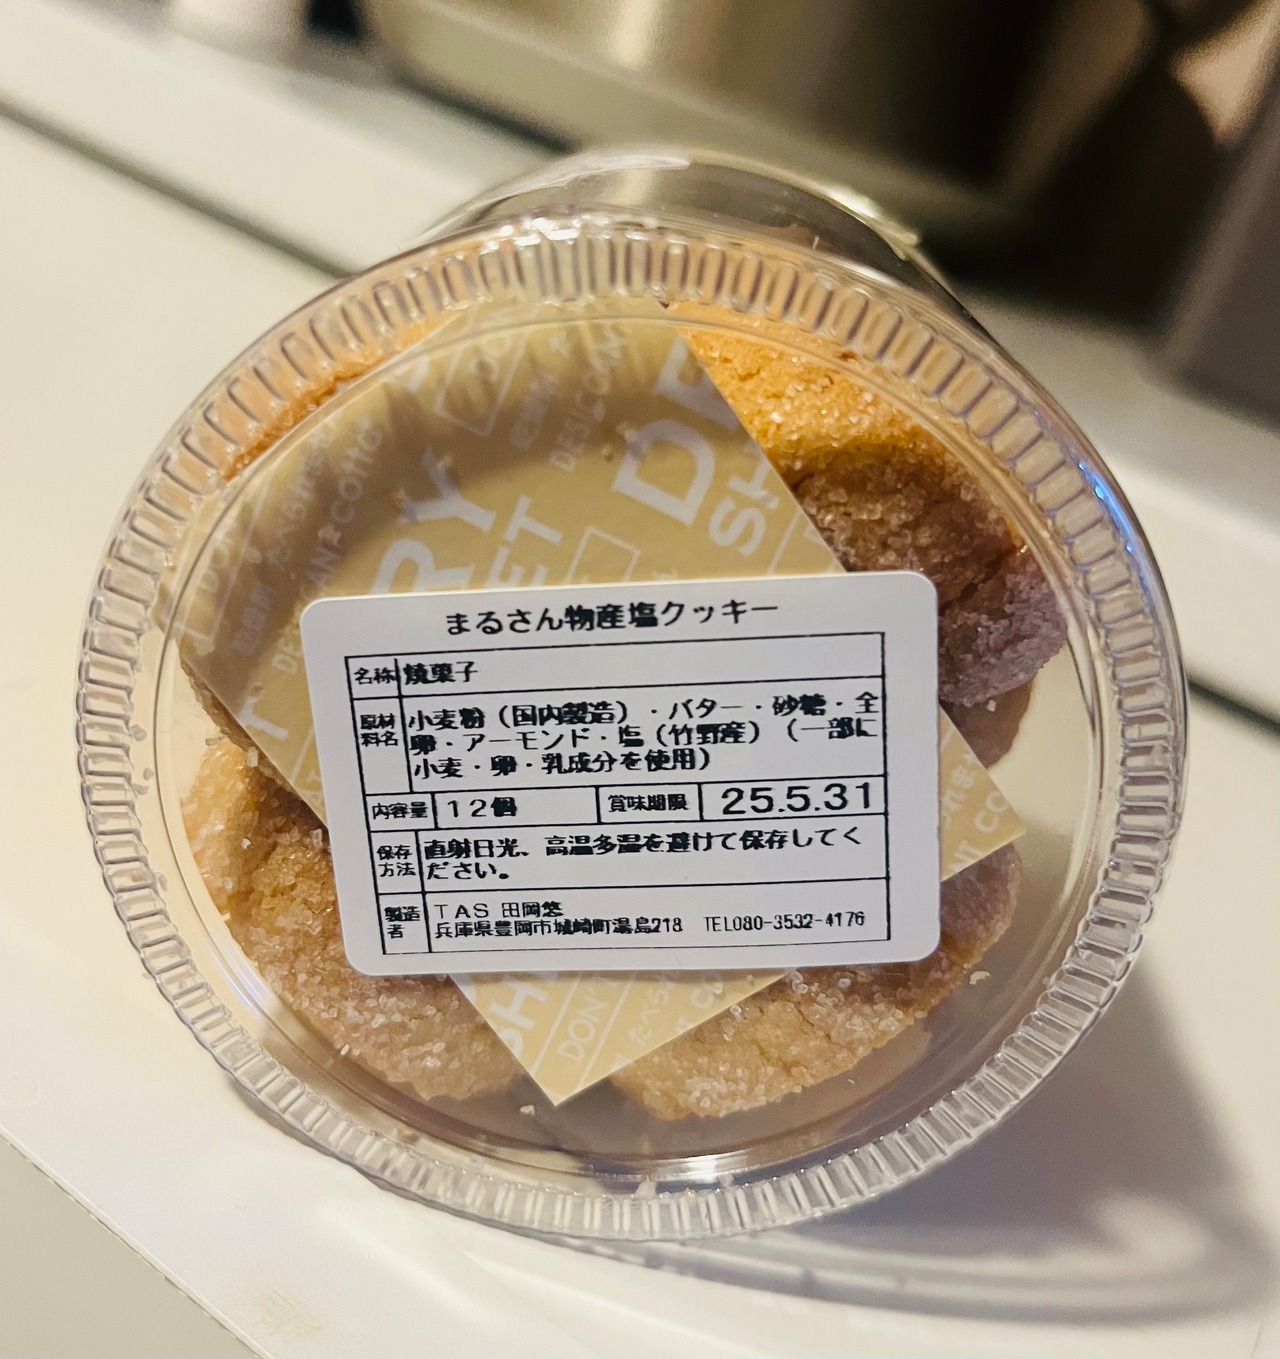 まるさん物産塩クッキー
名称 焼菓子
原材料名 小麦粉（国内製造）・バター・砂糖・全
卵・アーモンド・塩（竹野産）（一部に
小麦・卵・乳成分を使用）
内容量 12個 賞味期限 25.5.31
保存方法 直射日光、高温多湿を避けて保存してく
ださい。
製造者 TAS 田岡悠
兵庫県豊岡市城崎町湯島218 TEL080-3532-4176